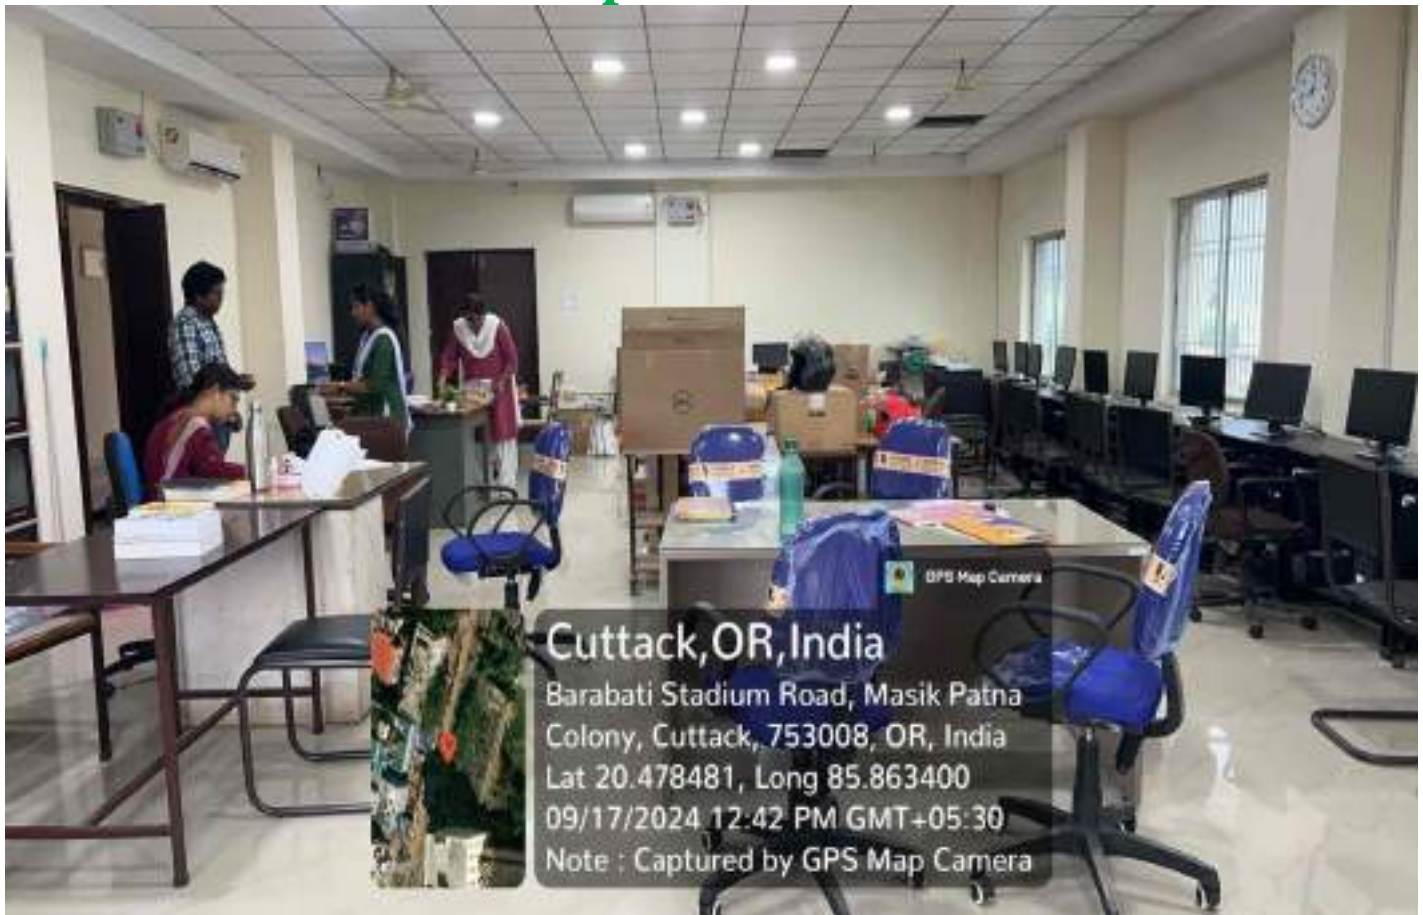 GPS Map Camera
Cuttack,OR,India
Barabati Stadium Road, Masik Patna
Colony, Cuttack, 753008, OR, India
Lat 20.478481, Long 85.863400
09/17/2024 12:42 PM GMT+05:30
Note : Captured by GPS Map Camera